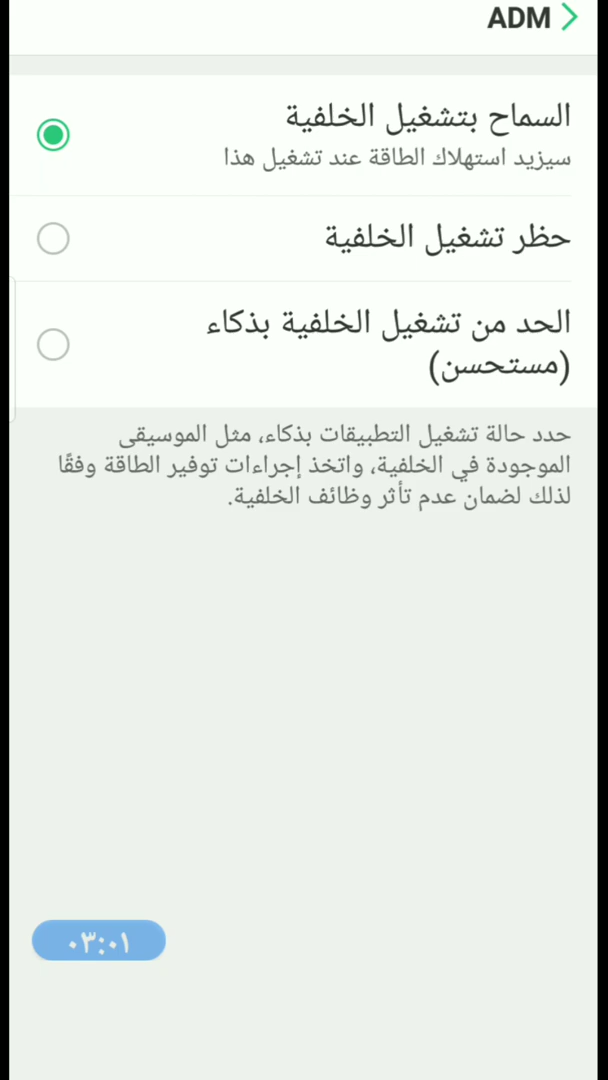 ADM
السماح بتشغيل الخلفية
سيزيد استهلاك الطاقة عند تشغيل هذا
حظر تشغيل الخلفية
الحد من تشغيل الخلفية بذكاء
(مستحسن)
حدد حالة تشغيل التطبيقات بذكاء، مثل الموسيقى
الموجودة في الخلفية، واتخذ إجراءات توفير الطاقة وفقًا
لذلك لضمان عدم تأثر وظائف الخلفية.
٠٣:٠١